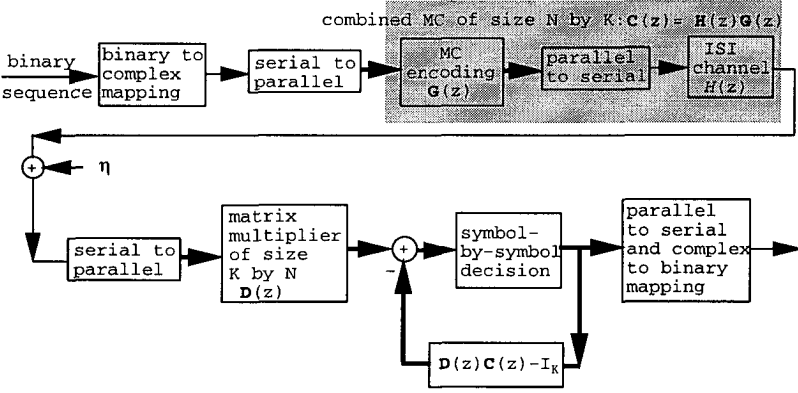 combined MC of size N by K: C(z)= H(z)G(z)
binary
sequence
binary to
complex
mapping
serial to
parallel
MC
encoding
G(z)
parallel
to serial
ISI
channel
H(z)
+
η
serial to
parallel
matrix
multiplier
of size
K by N
D(z)
+
-
symbol-
by-symbol
decision
parallel
to serial
and complex
to binary
mapping
D(z)C(z)-I_K